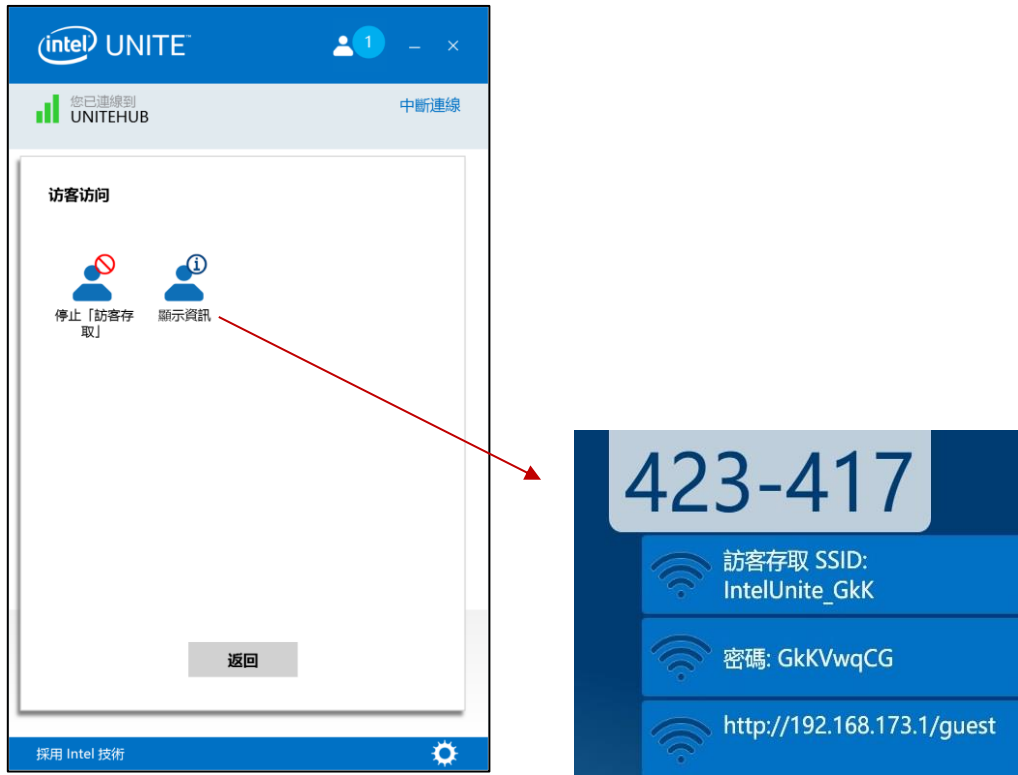 intel UNITE™
1
您已連線到
UNITEHUB
中斷連線
访客访问
停止「訪客存
取」
顯示資訊
返回
採用 Intel 技術
423-417
訪客存取 SSID:
IntelUnite_GkK
密碼: GkKVwqCG
http://192.168.173.1/guest